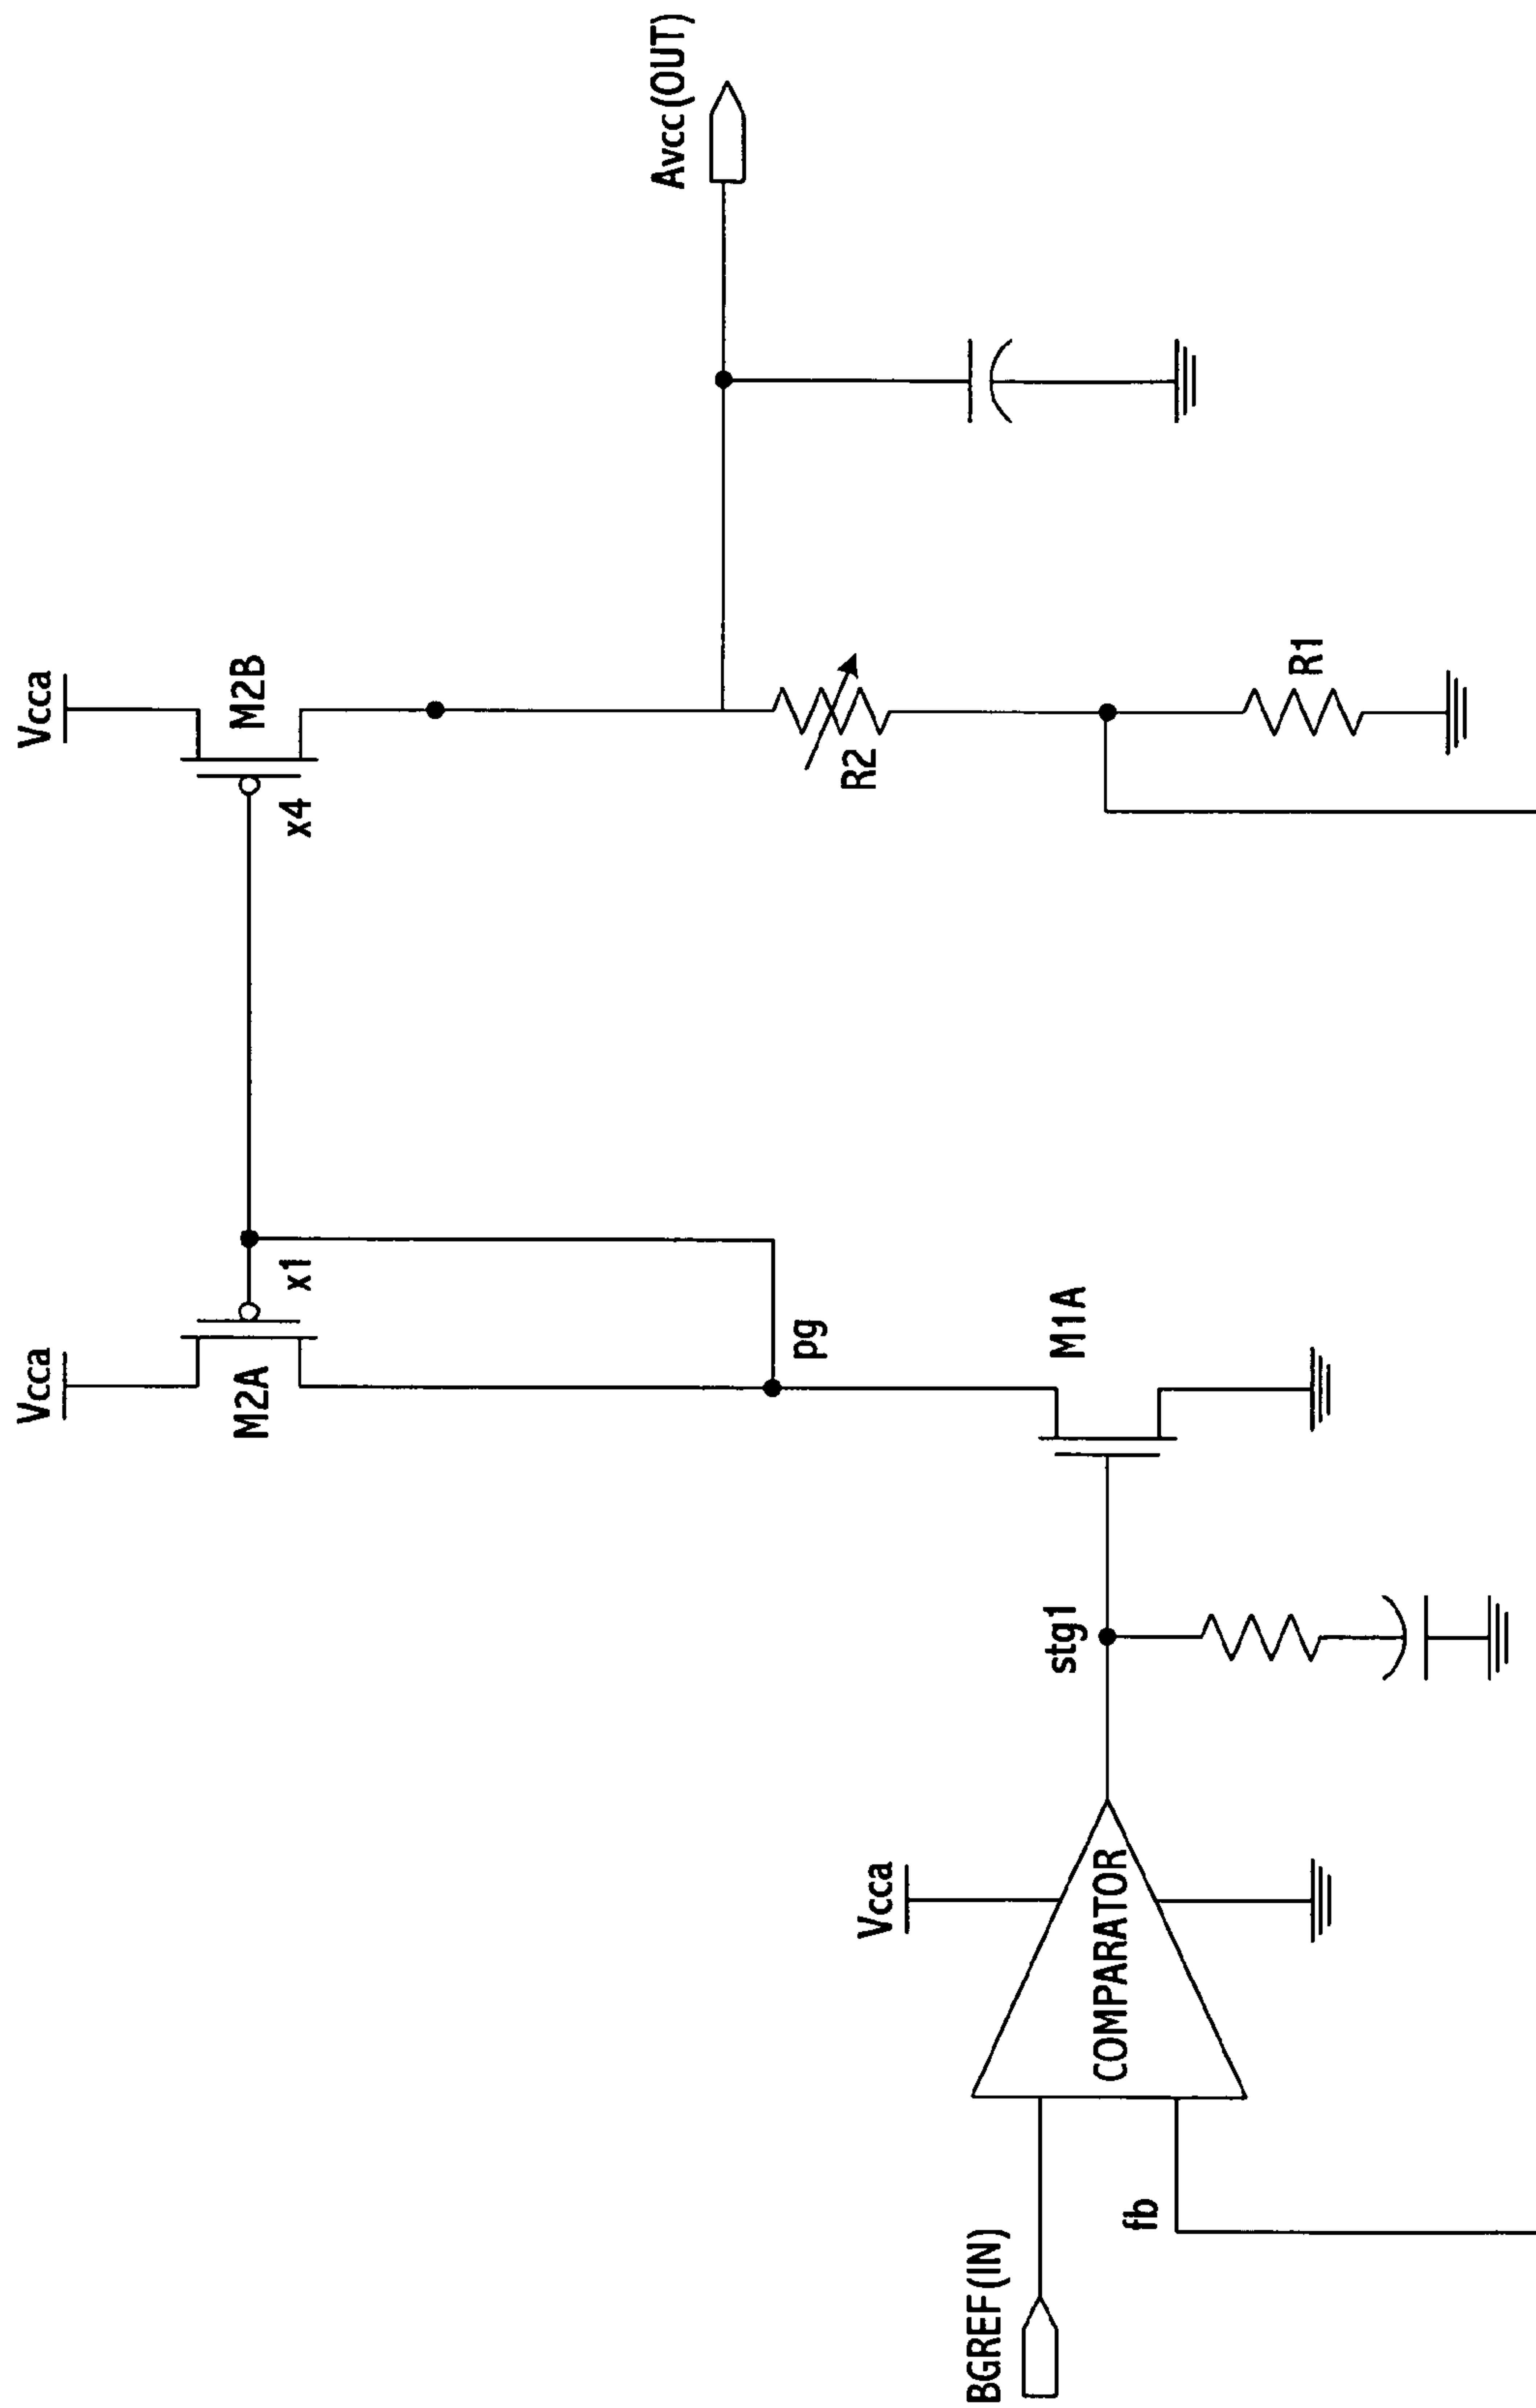 Vcca
Vcca
M2A
x1
x4
M2B
Avcc(OUT)
pg
R2
Vcca
stg1
M1A
BGREF(IN)
COMPARATOR
fb
R1